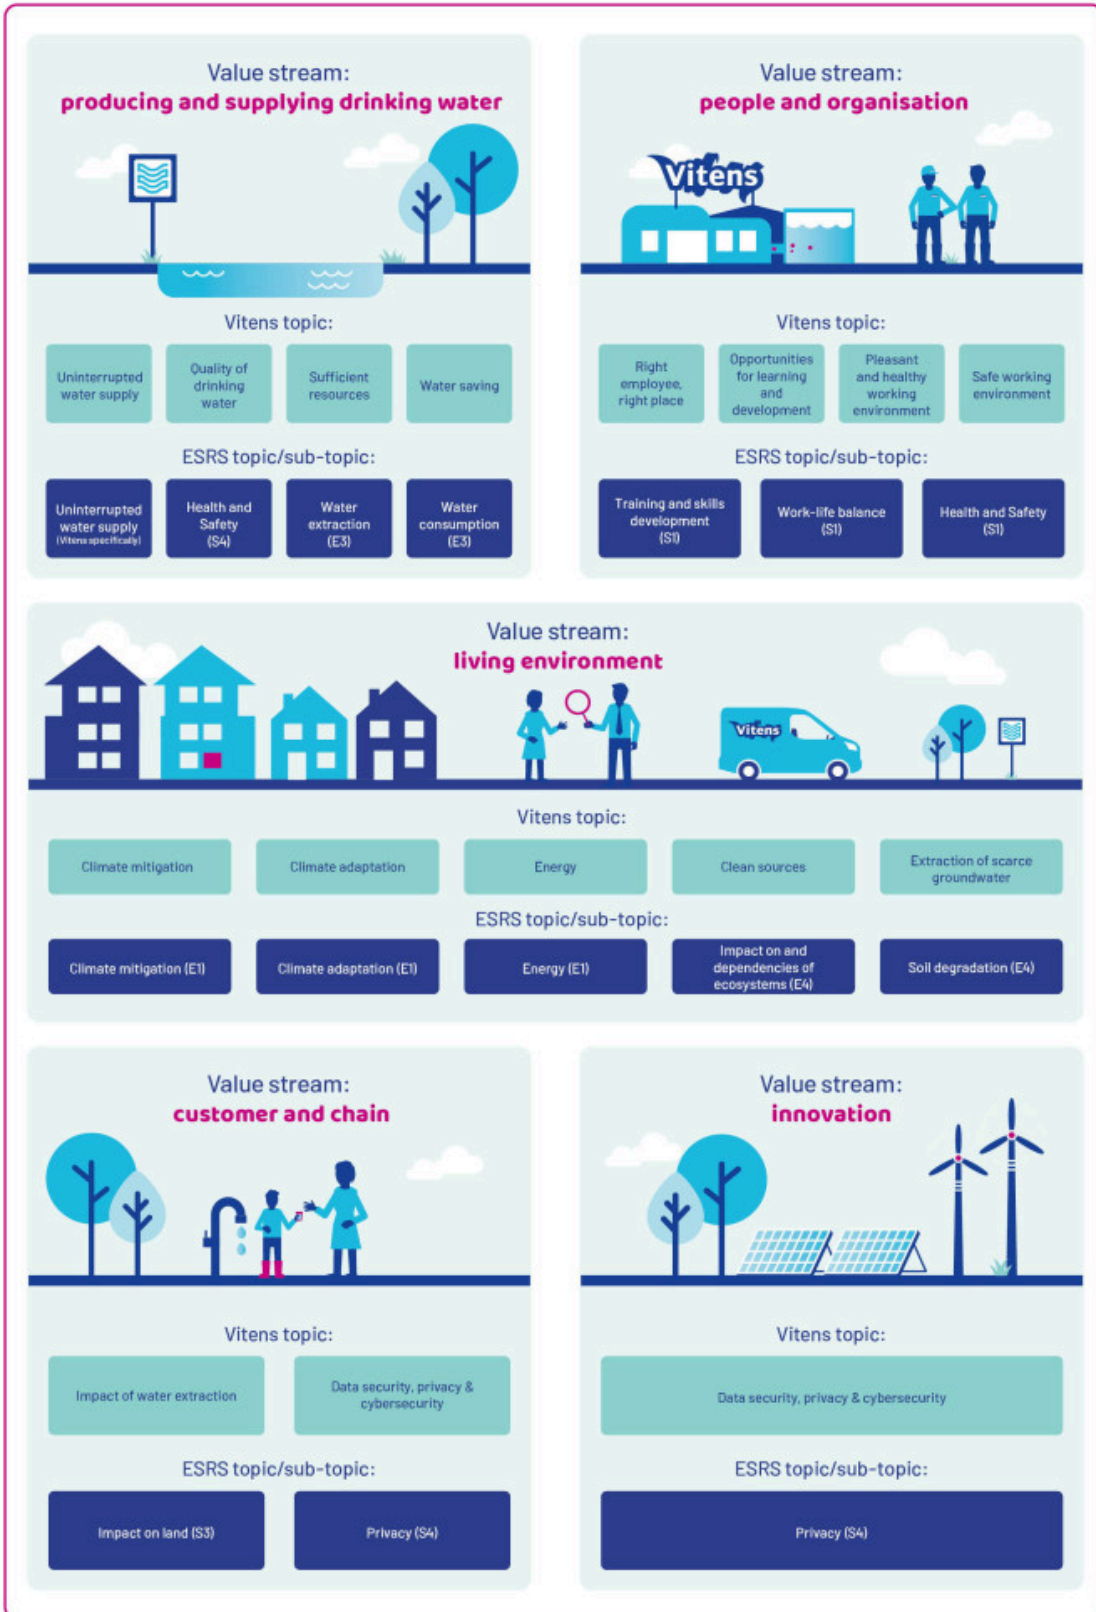 Value stream:
producing and supplying drinking water
Vitens topic:
Uninterrupted
water supply
Quality of
drinking
water
Sufficient
resources
Water saving
ESRS topic/sub-topic:
Uninterrupted
water supply
(Vitens specifically)
Health and
Safety
(S4)
Water
extraction
(E3)
Water
consumption
(E3)
Value stream:
people and organisation
Vitens
Vitens topic:
Right
employee,
right place
Opportunities
for learning
and
development
Pleasant
and healthy
working
environment
Safe working
environment
ESRS topic/sub-topic:
Training and skills
development
(S1)
Work-life balance
(S1)
Health and Safety
(S1)
Value stream:
living environment
Vitens
Vitens topic:
Climate mitigation
Climate adaptation
Energy
Clean sources
Extraction of scarce
groundwater
ESRS topic/sub-topic:
Climate mitigation (E1)
Climate adaptation (E1)
Energy (E1)
Impact on and
dependencies of
ecosystems (E4)
Soil degradation (E4)
Value stream:
customer and chain
Vitens topic:
Impact of water extraction
Data security, privacy &
cybersecurity
ESRS topic/sub-topic:
Impact on land (S3)
Privacy (S4)
Value stream:
innovation
Vitens topic:
Data security, privacy & cybersecurity
ESRS topic/sub-topic:
Privacy (S4)